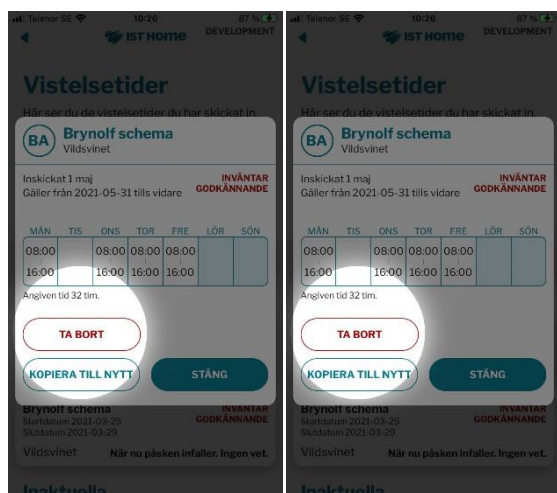 Telenor SE 10:26 87 %
IST Home DEVELOPMENT
Vistelsetider
Här ser du de vistelsetider du har skickat in.
BA Brynolf schema
Vildsvinet
Inskickat 1 maj
Gäller från 2021-05-31 tills vidare
INVÄNTAR
GODKÄNNANDE
MÅN TIS ONS TOR FRE LÖR SÖN
08:00 08:00 08:00 08:00
16:00 16:00 16:00 16:00
Angiven tid 32 tim.
TA BORT
KOPIERA TILL NYTT STÄNG
Brynolf schema
Startdatum 2021-03-25
Slutdatum 2021-03-29
INVÄNTAR
GODKÄNNANDE
Vildsvinet När nu påsken infaller. Ingen vet.
Inaktuella
Telenor SE 10:26 87 %
IST Home DEVELOPMENT
Vistelsetider
Här ser du de vistelsetider du har skickat in.
BA Brynolf schema
Vildsvinet
Inskickat 1 maj
Gäller från 2021-05-31 tills vidare
INVÄNTAR
GODKÄNNANDE
MÅN TIS ONS TOR FRE LÖR SÖN
08:00 08:00 08:00 08:00
16:00 16:00 16:00 16:00
Angiven tid 32 tim.
TA BORT
KOPIERA TILL NYTT STÄNG
Brynolf schema
Startdatum 2021-03-25
Slutdatum 2021-03-29
INVÄNTAR
GODKÄNNANDE
Vildsvinet När nu påsken infaller. Ingen vet.
Inaktuella